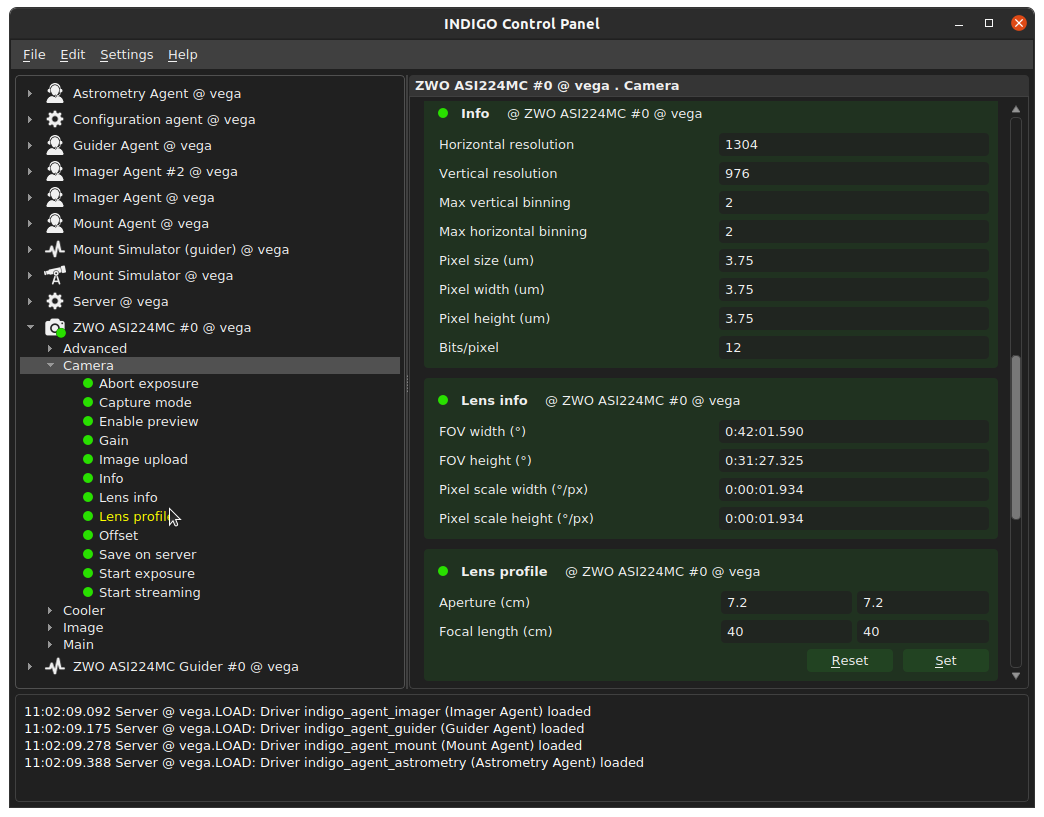 INDIGO Control Panel
File Edit Settings Help
Astrometry Agent @ vega
Configuration agent @ vega
Guider Agent @ vega
Imager Agent #2 @ vega
Imager Agent @ vega
Mount Agent @ vega
Mount Simulator (guider) @ vega
Mount Simulator @ vega
Server @ vega
ZWO ASI224MC #0 @ vega
Advanced
Camera
Abort exposure
Capture mode
Enable preview
Gain
Image upload
Info
Lens info
Lens profile
Offset
Save on server
Start exposure
Start streaming
Cooler
Image
Main
ZWO ASI224MC Guider #0 @ vega
ZWO ASI224MC #0 @ vega . Camera
Info @ ZWO ASI224MC #0 @ vega
Horizontal resolution 1304
Vertical resolution 976
Max vertical binning 2
Max horizontal binning 2
Pixel size (um) 3.75
Pixel width (um) 3.75
Pixel height (um) 3.75
Bits/pixel 12
Lens info @ ZWO ASI224MC #0 @ vega
FOV width (°) 0:42:01.590
FOV height (°) 0:31:27.325
Pixel scale width (°/px) 0:00:01.934
Pixel scale height (°/px) 0:00:01.934
Lens profile @ ZWO ASI224MC #0 @ vega
Aperture (cm) 7.2 7.2
Focal length (cm) 40 40
Reset Set
11:02:09.092 Server @ vega.LOAD: Driver indigo_agent_imager (Imager Agent) loaded
11:02:09.175 Server @ vega.LOAD: Driver indigo_agent_guider (Guider Agent) loaded
11:02:09.278 Server @ vega.LOAD: Driver indigo_agent_mount (Mount Agent) loaded
11:02:09.388 Server @ vega.LOAD: Driver indigo_agent_astrometry (Astrometry Agent) loaded